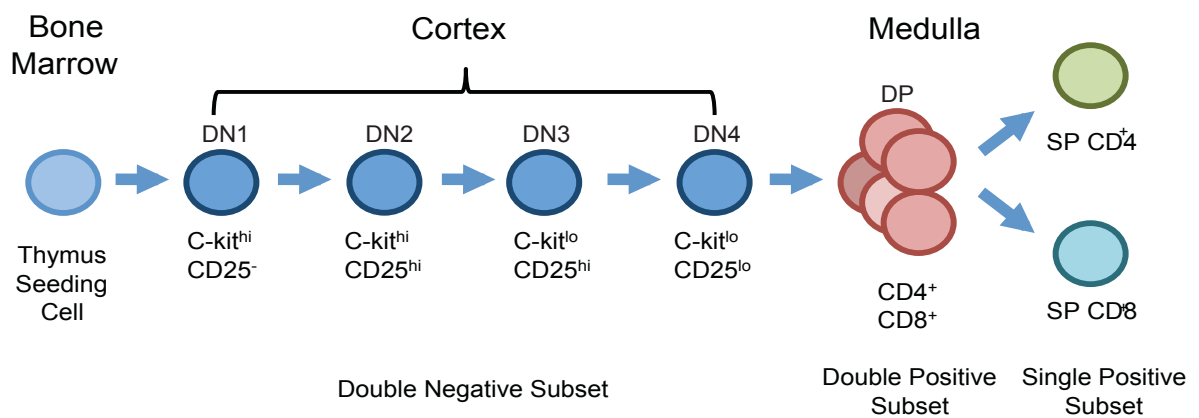 Bone
Marrow
Cortex
Medulla
DN1
DN2
DN3
DN4
DP
Thymus
Seeding
Cell
C-kitʰⁱ
CD25⁻
C-kitʰⁱ
CD25ʰⁱ
C-kitˡᵒ
CD25ʰⁱ
C-kitˡᵒ
CD25ˡᵒ
CD4⁺
CD8⁺
SP CD4⁺
SP CD8⁺
Double Negative Subset
Double Positive
Subset
Single Positive
Subset